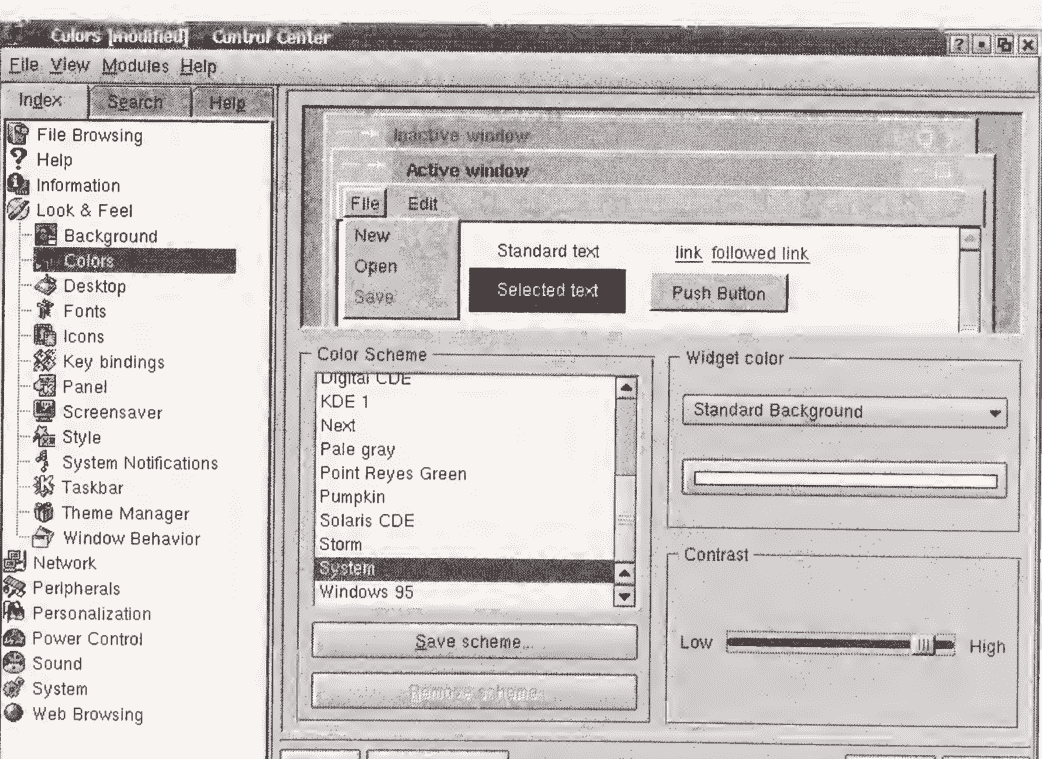 Colors [modified] - Control Center
File View Modules Help
Index Search Help
File Browsing
Help
Information
Look & Feel
Background
Colors
Desktop
Fonts
Icons
Key bindings
Panel
Screensaver
Style
System Notifications
Taskbar
Theme Manager
Window Behavior
Network
Peripherals
Personalization
Power Control
Sound
System
Web Browsing
Inactive window
Active window
File Edit
New
Open
Save
Standard text
Selected text
link followed link
Push Button
Color Scheme
Digital CDE
KDE 1
Next
Pale gray
Point Reyes Green
Pumpkin
Solaris CDE
Storm
System
Windows 95
Save scheme...
Remove scheme
Widget color
Standard Background
Contrast
Low
High